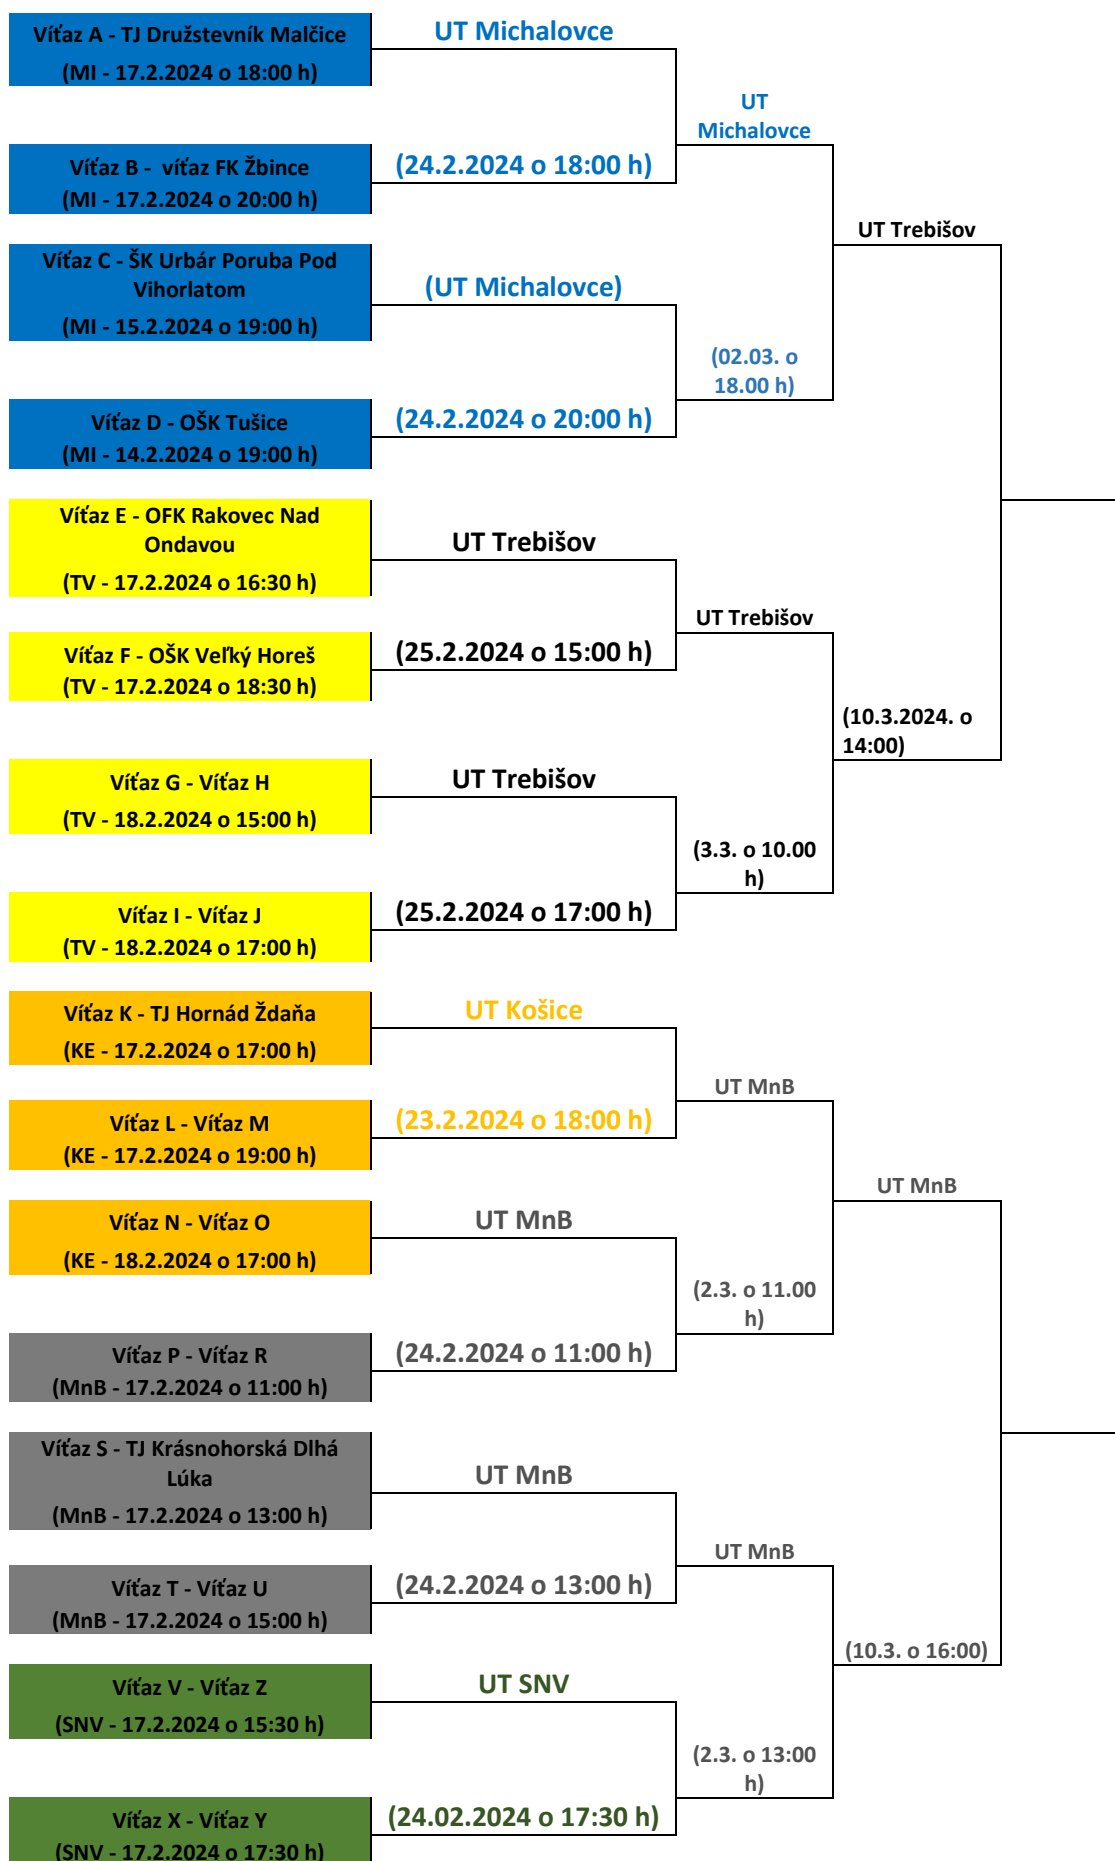 Víťaz A - TJ Družstevník Malčice
(MI - 17.2.2024 o 18:00 h)
Víťaz B -  víťaz FK Žbince
(MI - 17.2.2024 o 20:00 h)
Víťaz C - ŠK Urbár Poruba Pod
Vihorlatom
(MI - 15.2.2024 o 19:00 h)
Víťaz D - OŠK Tušice
(MI - 14.2.2024 o 19:00 h)
Víťaz E - OFK Rakovec Nad
Ondavou
(TV - 17.2.2024 o 16:30 h)
Víťaz F - OŠK Veľký Horeš
(TV - 17.2.2024 o 18:30 h)
Víťaz G - Víťaz H
(TV - 18.2.2024 o 15:00 h)
Víťaz I - Víťaz J
(TV - 18.2.2024 o 17:00 h)
Víťaz K - TJ Hornád Ždaňa
(KE - 17.2.2024 o 17:00 h)
Víťaz L - Víťaz M
(KE - 17.2.2024 o 19:00 h)
Víťaz N - Víťaz O
(KE - 18.2.2024 o 17:00 h)
Víťaz P - Víťaz R
(MnB - 17.2.2024 o 11:00 h)
Víťaz S - TJ Krásnohorská Dlhá
Lúka
(MnB - 17.2.2024 o 13:00 h)
Víťaz T - Víťaz U
(MnB - 17.2.2024 o 15:00 h)
Víťaz V - Víťaz Z
(SNV - 17.2.2024 o 15:30 h)
Víťaz X - Víťaz Y
(SNV - 17.2.2024 o 17:30 h)
UT Michalovce
(24.2.2024 o 18:00 h)
(UT Michalovce)
(24.2.2024 o 20:00 h)
UT Trebišov
(25.2.2024 o 15:00 h)
UT Trebišov
(25.2.2024 o 17:00 h)
UT Košice
(23.2.2024 o 18:00 h)
UT MnB
(24.2.2024 o 11:00 h)
UT MnB
(24.2.2024 o 13:00 h)
UT SNV
(24.02.2024 o 17:30 h)
UT
Michalovce
(02.03. o
18.00 h)
UT Trebišov
(3.3. o 10.00
h)
UT MnB
(2.3. o 11.00
h)
UT MnB
(2.3. o 13:00
h)
UT Trebišov
(10.3.2024. o
14:00)
UT MnB
(10.3. o 16:00)